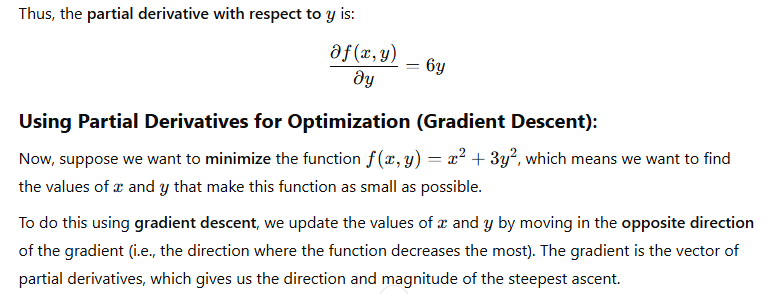 Thus, the partial derivative with respect to y is:
∂f(x, y)
———— = 6y
∂y
Using Partial Derivatives for Optimization (Gradient Descent):
Now, suppose we want to minimize the function f(x, y) = x² + 3y², which means we want to find
the values of x and y that make this function as small as possible.
To do this using gradient descent, we update the values of x and y by moving in the opposite direction
of the gradient (i.e., the direction where the function decreases the most). The gradient is the vector of
partial derivatives, which gives us the direction and magnitude of the steepest ascent.